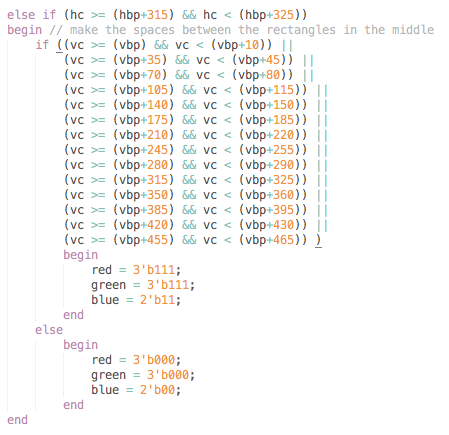 else if (hc >= (hbp+315) && hc < (hbp+325))
begin // make the spaces between the rectangles in the middle
if ((vc >= (vbp) && vc < (vbp+10)) ||
(vc >= (vbp+35) && vc < (vbp+45)) ||
(vc >= (vbp+70) && vc < (vbp+80)) ||
(vc >= (vbp+105) && vc < (vbp+115)) ||
(vc >= (vbp+140) && vc < (vbp+150)) ||
(vc >= (vbp+175) && vc < (vbp+185)) ||
(vc >= (vbp+210) && vc < (vbp+220)) ||
(vc >= (vbp+245) && vc < (vbp+255)) ||
(vc >= (vbp+280) && vc < (vbp+290)) ||
(vc >= (vbp+315) && vc < (vbp+325)) ||
(vc >= (vbp+350) && vc < (vbp+360)) ||
(vc >= (vbp+385) && vc < (vbp+395)) ||
(vc >= (vbp+420) && vc < (vbp+430)) ||
(vc >= (vbp+455) && vc < (vbp+465)) )
begin
red = 3'b111;
green = 3'b111;
blue = 2'b11;
end
else
begin
red = 3'b000;
green = 3'b000;
blue = 2'b00;
end
end